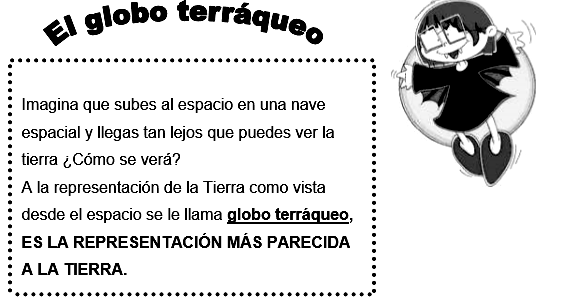 El globo terráqueo
Imagina que subes al espacio en una nave
espacial y llegas tan lejos que puedes ver la
tierra ¿Cómo se verá?
A la representación de la Tierra como vista
desde el espacio se le llama globo terráqueo,
ES LA REPRESENTACIÓN MÁS PARECIDA
A LA TIERRA.